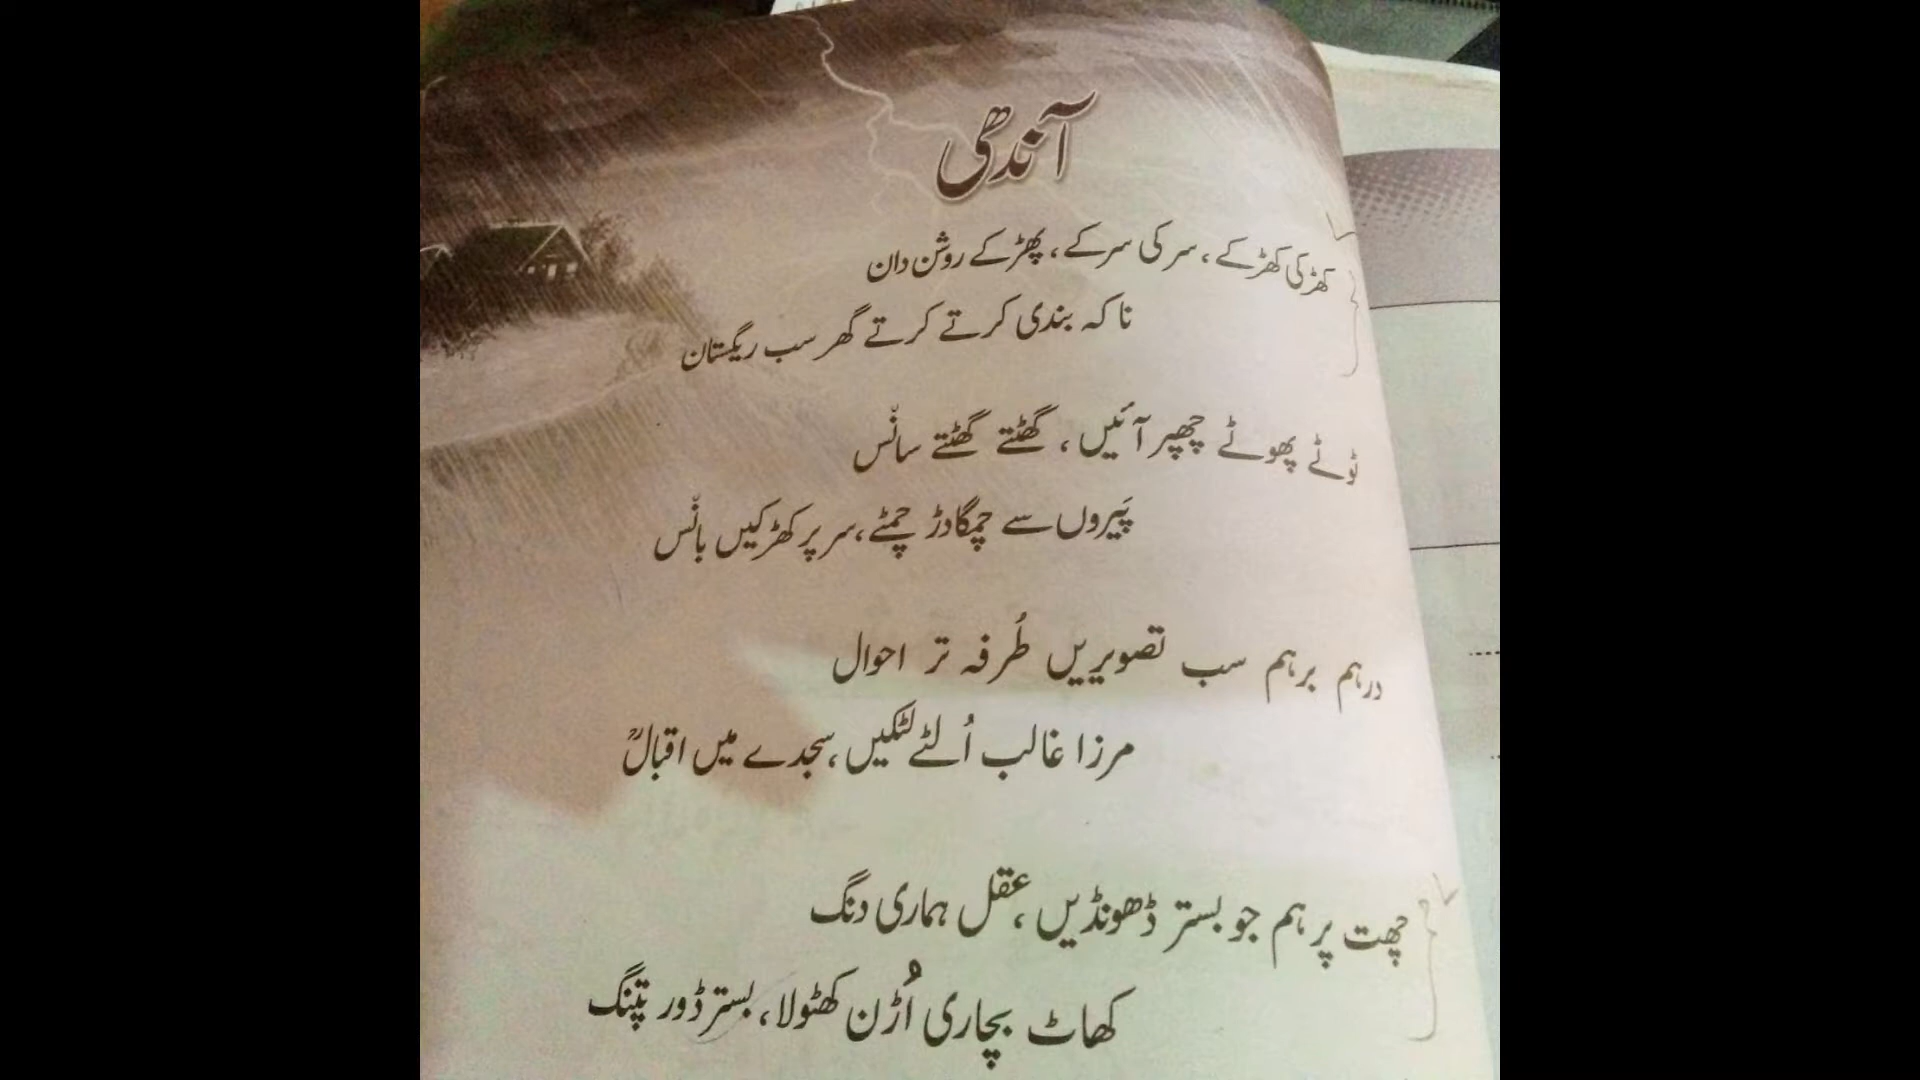 آندھی
کھڑکی کھڑکے، سرکی سرکے، پھڑکے روشن دان
ناکہ بندی کرتے کرتے گھر سب ریگستان
ٹوٹے پھوٹے چھپر آئیں، گھٹتے گھٹتے سانس
پَیروں سے چمگادڑ چمٹے، سر پر کھڑکیں بانس
درہم برہم سب تصویریں طُرفہ تر احوال
مرزا غالب اُلٹے لٹکیں، سجدے میں اقبالؒ
چھت پر ہم جو بستر ڈھونڈیں، عقل ہماری دنگ
کھاٹ بچاری اُڑن کھٹولا، بستر ڈور پتنگ